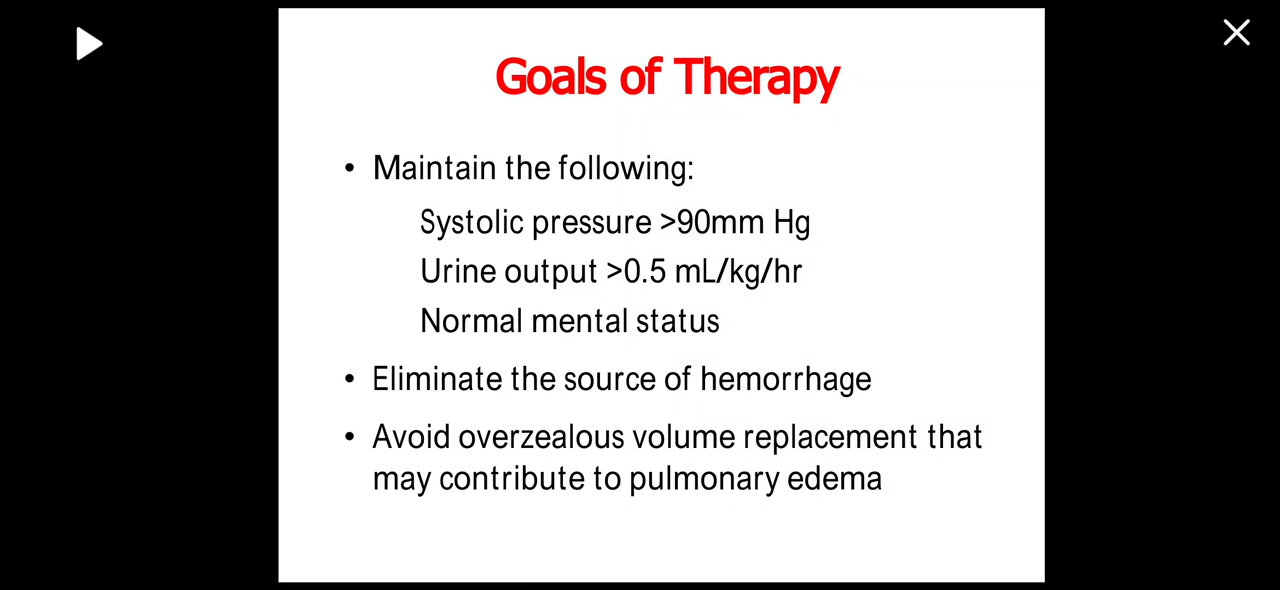 Goals of Therapy
• Maintain the following:
Systolic pressure >90mm Hg
Urine output >0.5 mL/kg/hr
Normal mental status
• Eliminate the source of hemorrhage
• Avoid overzealous volume replacement that
may contribute to pulmonary edema